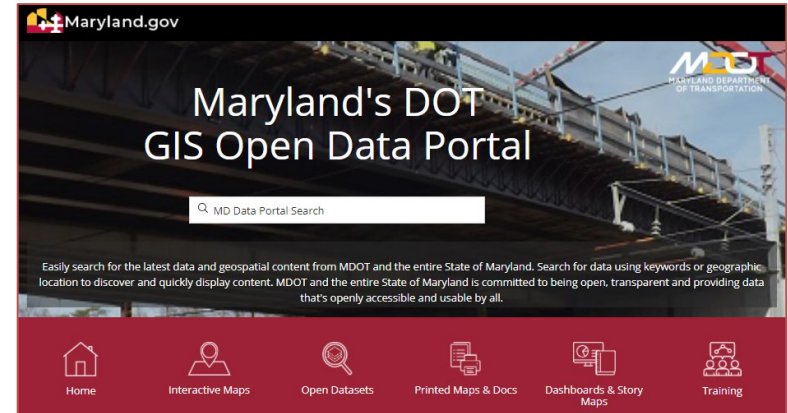 Maryland.gov
MDOT
MARYLAND DEPARTMENT
OF TRANSPORTATION
Maryland's DOT
GIS Open Data Portal
MD Data Portal Search
Easily search for the latest data and geospatial content from MDOT and the entire State of Maryland. Search for data using keywords or geographic
location to discover and quickly display content. MDOT and the entire State of Maryland is committed to being open, transparent and providing data
that's openly accessible and usable by all.
Home
Interactive Maps
Open Datasets
Printed Maps & Docs
Dashboards & Story
Maps
Training